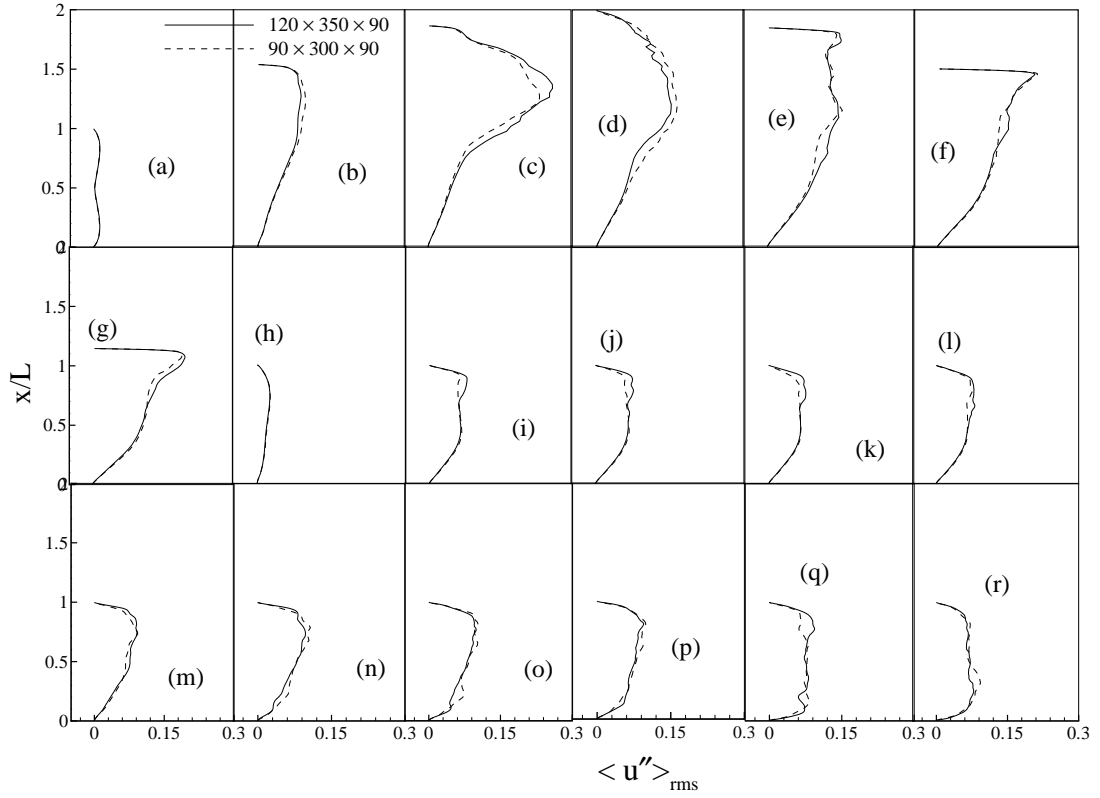 2
120×350×90
90×300×90
1.5
1
0.5
0
(a)
(b)
(c)
(d)
(e)
(f)
2
1.5
1
0.5
0
x/L
(g)
(h)
(i)
(j)
(k)
(l)
2
1.5
1
0.5
0
(m)
(n)
(o)
(p)
(q)
(r)
0 0.15 0.3 0 0.15 0.3 0 0.15 0.3 0 0.15 0.3 0 0.15 0.3 0 0.15 0.3
< u″ >rms